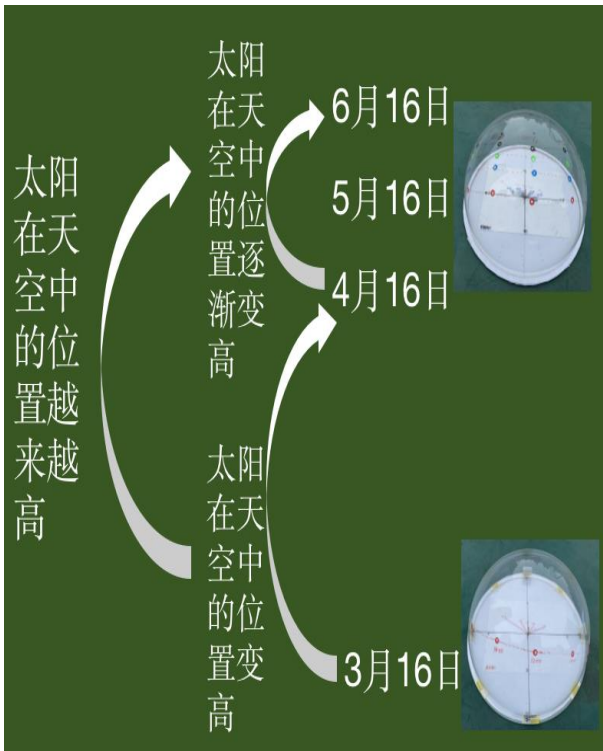 太阳
在天
空中
的位
置越
来越
高
太阳
在天
空中
的位
置逐
渐变
高
太阳
在天
空中
的位
置变
高
6月16日
5月16日
4月16日
3月16日